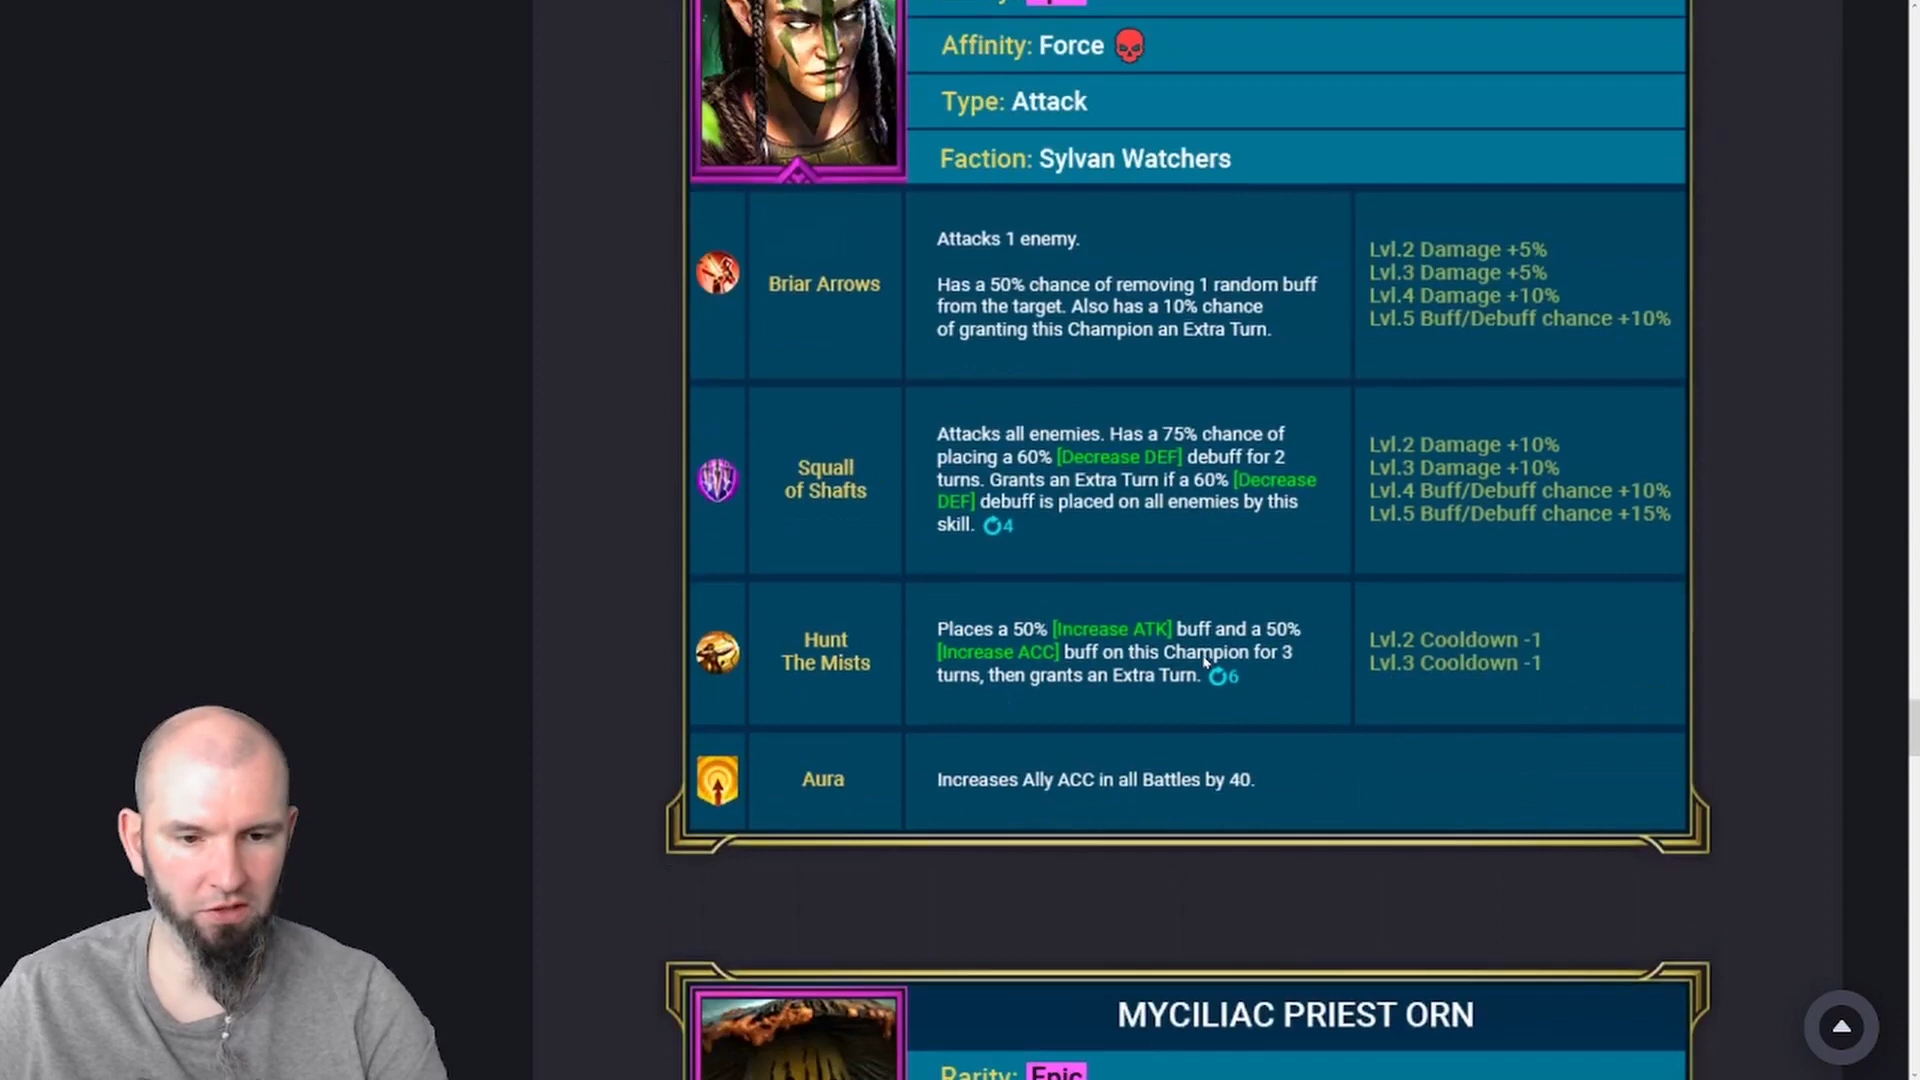 Affinity: Force
Type: Attack
Faction: Sylvan Watchers
Briar Arrows
Attacks 1 enemy.
Has a 50% chance of removing 1 random buff
from the target. Also has a 10% chance
of granting this Champion an Extra Turn.
Lvl.2 Damage +5%
Lvl.3 Damage +5%
Lvl.4 Damage +10%
Lvl.5 Buff/Debuff chance +10%
Squall
of Shafts
Attacks all enemies. Has a 75% chance of
placing a 60% [Decrease DEF] debuff for 2
turns. Grants an Extra Turn if a 60% [Decrease
DEF] debuff is placed on all enemies by this
skill. 4
Lvl.2 Damage +10%
Lvl.3 Damage +10%
Lvl.4 Buff/Debuff chance +10%
Lvl.5 Buff/Debuff chance +15%
Hunt
The Mists
Places a 50% [Increase ATK] buff and a 50%
[Increase ACC] buff on this Champion for 3
turns, then grants an Extra Turn. 6
Lvl.2 Cooldown -1
Lvl.3 Cooldown -1
Aura
Increases Ally ACC in all Battles by 40.
MYCILIAC PRIEST ORN
Rarity: Epic